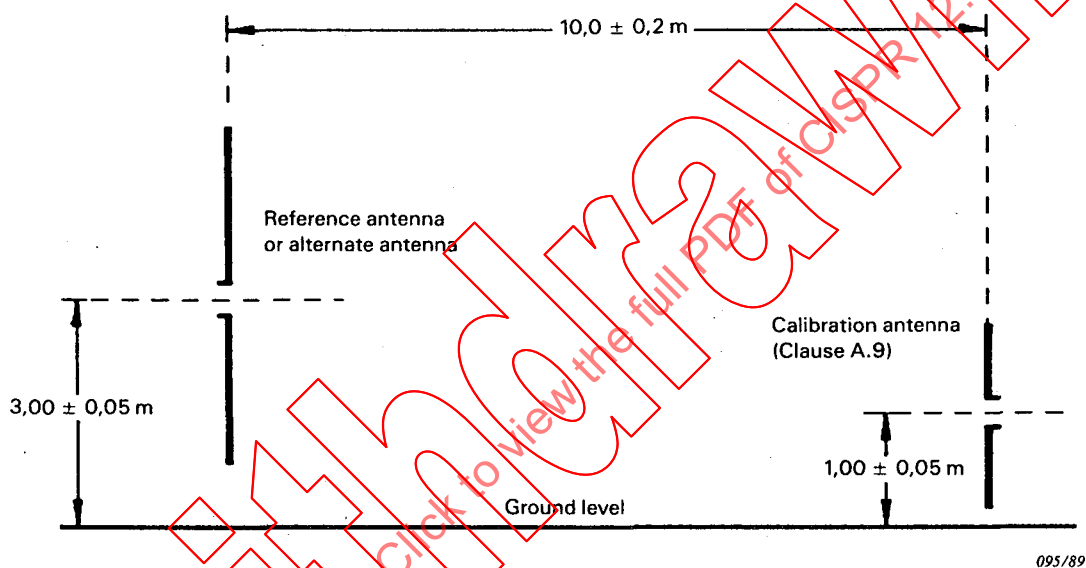 10,0 ± 0,2 m
Reference antenna
or alternate antenna
Calibration antenna
(Clause A.9)
3,00 ± 0,05 m
1,00 ± 0,05 m
Ground level
095/89
Click to view the full PDF of CISPR 12: